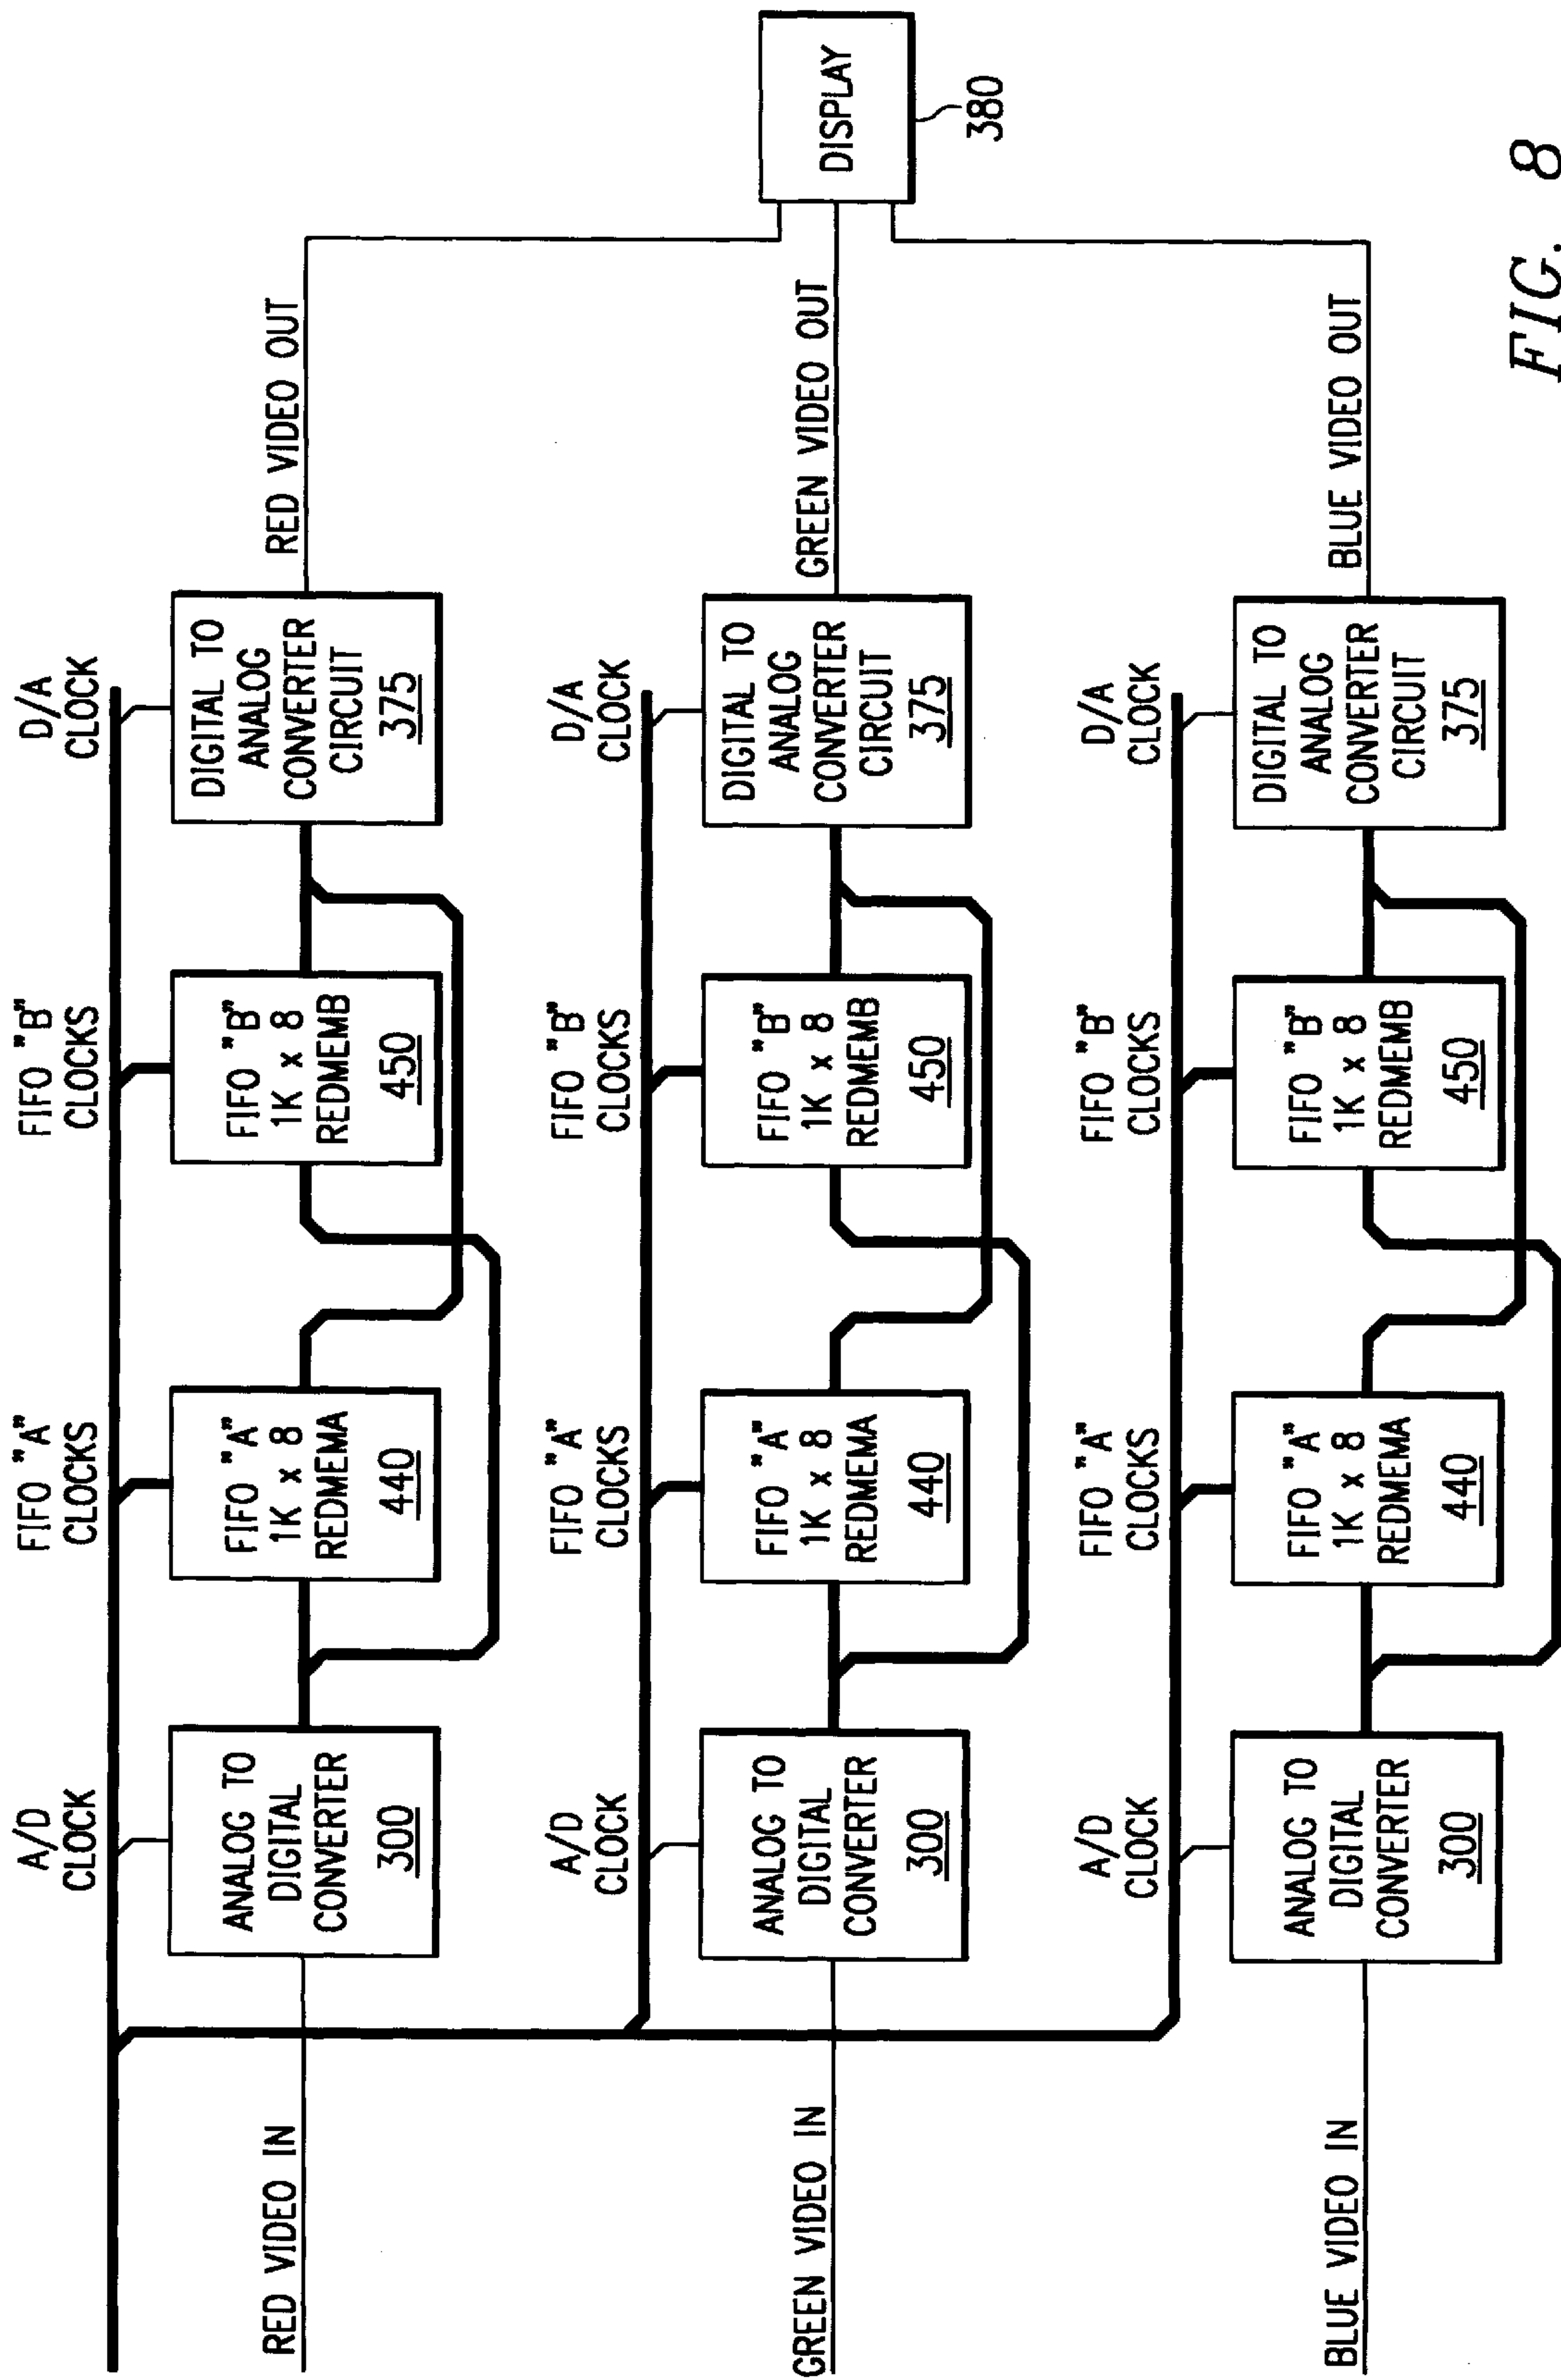 A/D
CLOCK
FIFO "A"
CLOCKS
FIFO "B"
CLOCKS
D/A
CLOCK
RED VIDEO IN
ANALOG TO
DIGITAL
CONVERTER
300
FIFO "A"
1K x 8
REDMEMA
440
FIFO "B"
1K x 8
REDMEMB
450
DIGITAL TO
ANALOG
CONVERTER
CIRCUIT
375
RED VIDEO OUT
A/D
CLOCK
FIFO "A"
CLOCKS
FIFO "B"
CLOCKS
D/A
CLOCK
GREEN VIDEO IN
ANALOG TO
DIGITAL
CONVERTER
300
FIFO "A"
1K x 8
REDMEMA
440
FIFO "B"
1K x 8
REDMEMB
450
DIGITAL TO
ANALOG
CONVERTER
CIRCUIT
375
GREEN VIDEO OUT
DISPLAY
380
A/D
CLOCK
FIFO "A"
CLOCKS
FIFO "B"
CLOCKS
D/A
CLOCK
BLUE VIDEO IN
ANALOG TO
DIGITAL
CONVERTER
300
FIFO "A"
1K x 8
REDMEMA
440
FIFO "B"
1K x 8
REDMEMB
450
DIGITAL TO
ANALOG
CONVERTER
CIRCUIT
375
BLUE VIDEO OUT
FIG. 8